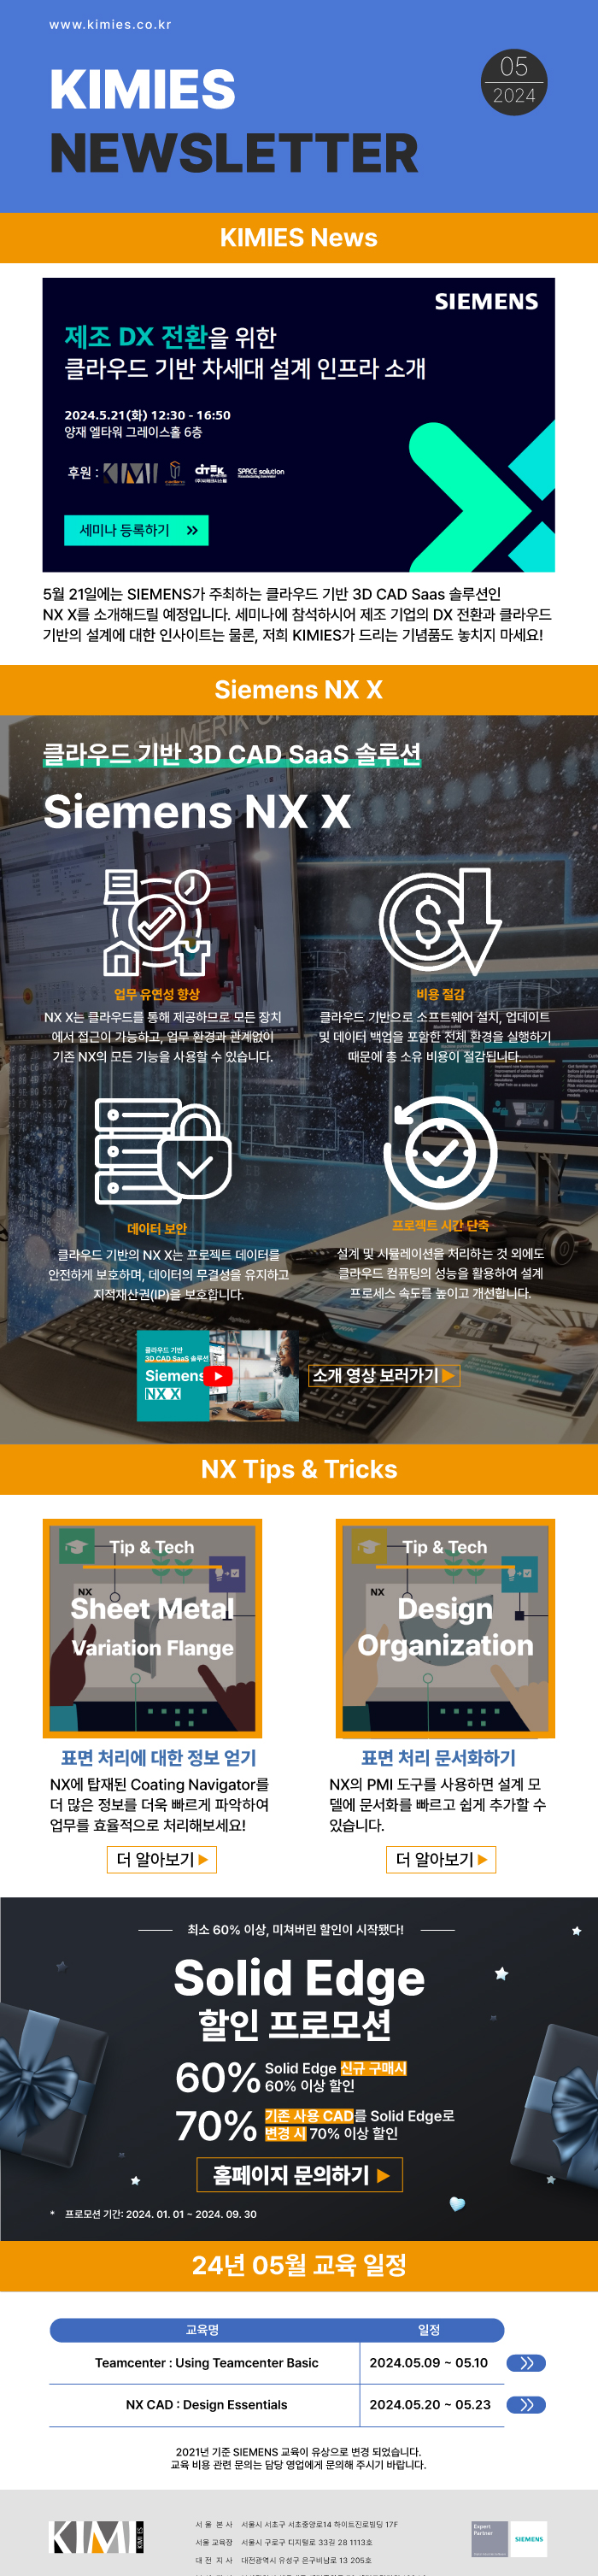 www.kimies.co.kr
KIMIES
NEWSLETTER
05
2024
KIMIES News
SIEMENS
제조 DX 전환을 위한
클라우드 기반 차세대 설계 인프라 소개
2024.5.21(화) 12:30 - 16:50
양재 엘타워 그레이스홀 6층
후원 : KIMI
SPACE solution
세미나 등록하기
5월 21일에는 SIEMENS가 주최하는 클라우드 기반 3D CAD Saas 솔루션인
NX X를 소개해드릴 예정입니다. 세미나에 참석하시어 제조 기업의 DX 전환과 클라우드
기반의 설계에 대한 인사이트는 물론, 저희 KIMIES가 드리는 기념품도 놓치지 마세요!
Siemens NX X
클라우드 기반 3D CAD SaaS 솔루션
Siemens NX X
업무 유연성 향상
NX X는 클라우드를 통해 제공하므로 모든 장치
에서 접근이 가능하고, 업무 환경과 관계없이
기존 NX의 모든 기능을 사용할 수 있습니다.
비용 절감
클라우드 기반으로 소프트웨어 설치, 업데이트
및 데이터 백업을 포함한 전체 환경을 실행하기
때문에 총 소유 비용이 절감됩니다.
데이터 보안
클라우드 기반의 NX X는 프로젝트 데이터를
안전하게 보호하며, 데이터의 무결성을 유지하고
지적재산권(IP)을 보호합니다.
프로젝트 시간 단축
설계 및 시뮬레이션을 처리하는 것 외에도
클라우드 컴퓨팅의 성능을 활용하여 설계
프로세스 속도를 높이고 개선합니다.
클라우드 기반
3D CAD SaaS 솔루션
Siemens
NX X
소개 영상 보러가기
NX Tips & Tricks
Tip & Tech
NX
Sheet Metal
Variation Flange
표면 처리에 대한 정보 얻기
NX에 탑재된 Coating Navigator를
더 많은 정보를 더욱 빠르게 파악하여
업무를 효율적으로 처리해보세요!
더 알아보기
Tip & Tech
NX
Design
Organization
표면 처리 문서화하기
NX의 PMI 도구를 사용하면 설계 모
델에 문서화를 빠르고 쉽게 추가할 수
있습니다.
더 알아보기
최소 60% 이상, 미쳐버린 할인이 시작됐다!
Solid Edge
할인 프로모션
60% Solid Edge 신규 구매시
60% 이상 할인
70% 기존 사용 CAD를 Solid Edge로
변경 시 70% 이상 할인
홈페이지 문의하기
* 프로모션 기간: 2024. 01. 01 ~ 2024. 09. 30
24년 05월 교육 일정
교육명 일정
Teamcenter : Using Teamcenter Basic 2024.05.09 ~ 05.10
NX CAD : Design Essentials 2024.05.20 ~ 05.23
2021년 기준 SIEMENS 교육이 유상으로 변경 되었습니다.
교육 비용 관련 문의는 담당 영업에게 문의해 주시기 바랍니다.
KIMI KIMIES
서 울 본 사 서울시 서초구 서초중앙로14 하이트진로빌딩 17F
서울 교육장 서울시 구로구 디지털로 33길 28 1113호
대 전 지 사 대전광역시 유성구 은구비남로 13 205호
Expert
Partner
SIEMENS